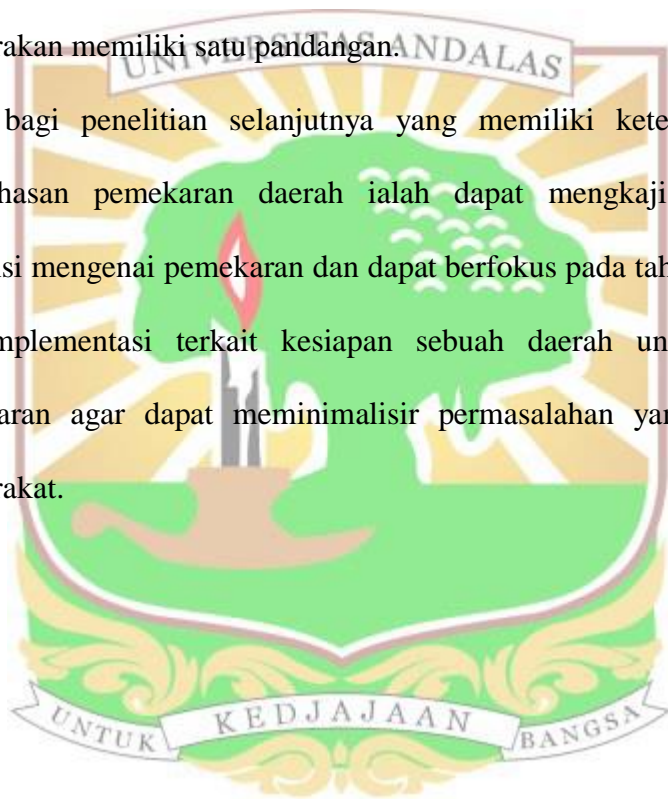 rakan memiliki satu pandangan.
UNIVERSITAS ANDALAS
bagi penelitian selanjutnya yang memiliki kete
hasan pemekaran daerah ialah dapat mengkaji
si mengenai pemekaran dan dapat berfokus pada tah
mplementasi terkait kesiapan sebuah daerah un
aran agar dapat meminimalisir permasalahan yan
rakat.
UNTUK KEDJAJAAN BANGSA